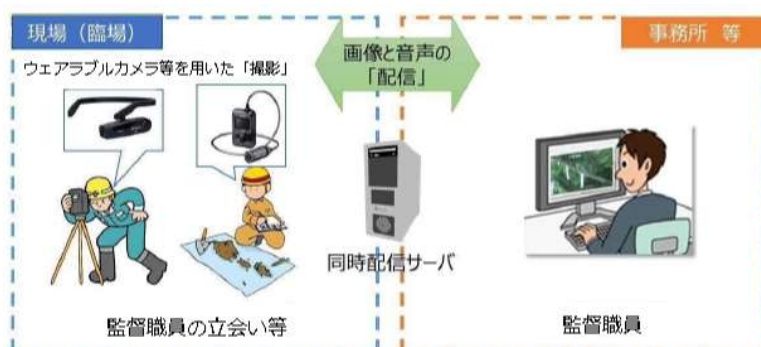 現場（臨場）
ウェアラブルカメラ等を用いた「撮影」
画像と音声の
「配信」
事務所 等
同時配信サーバ
監督職員の立会い等
監督職員